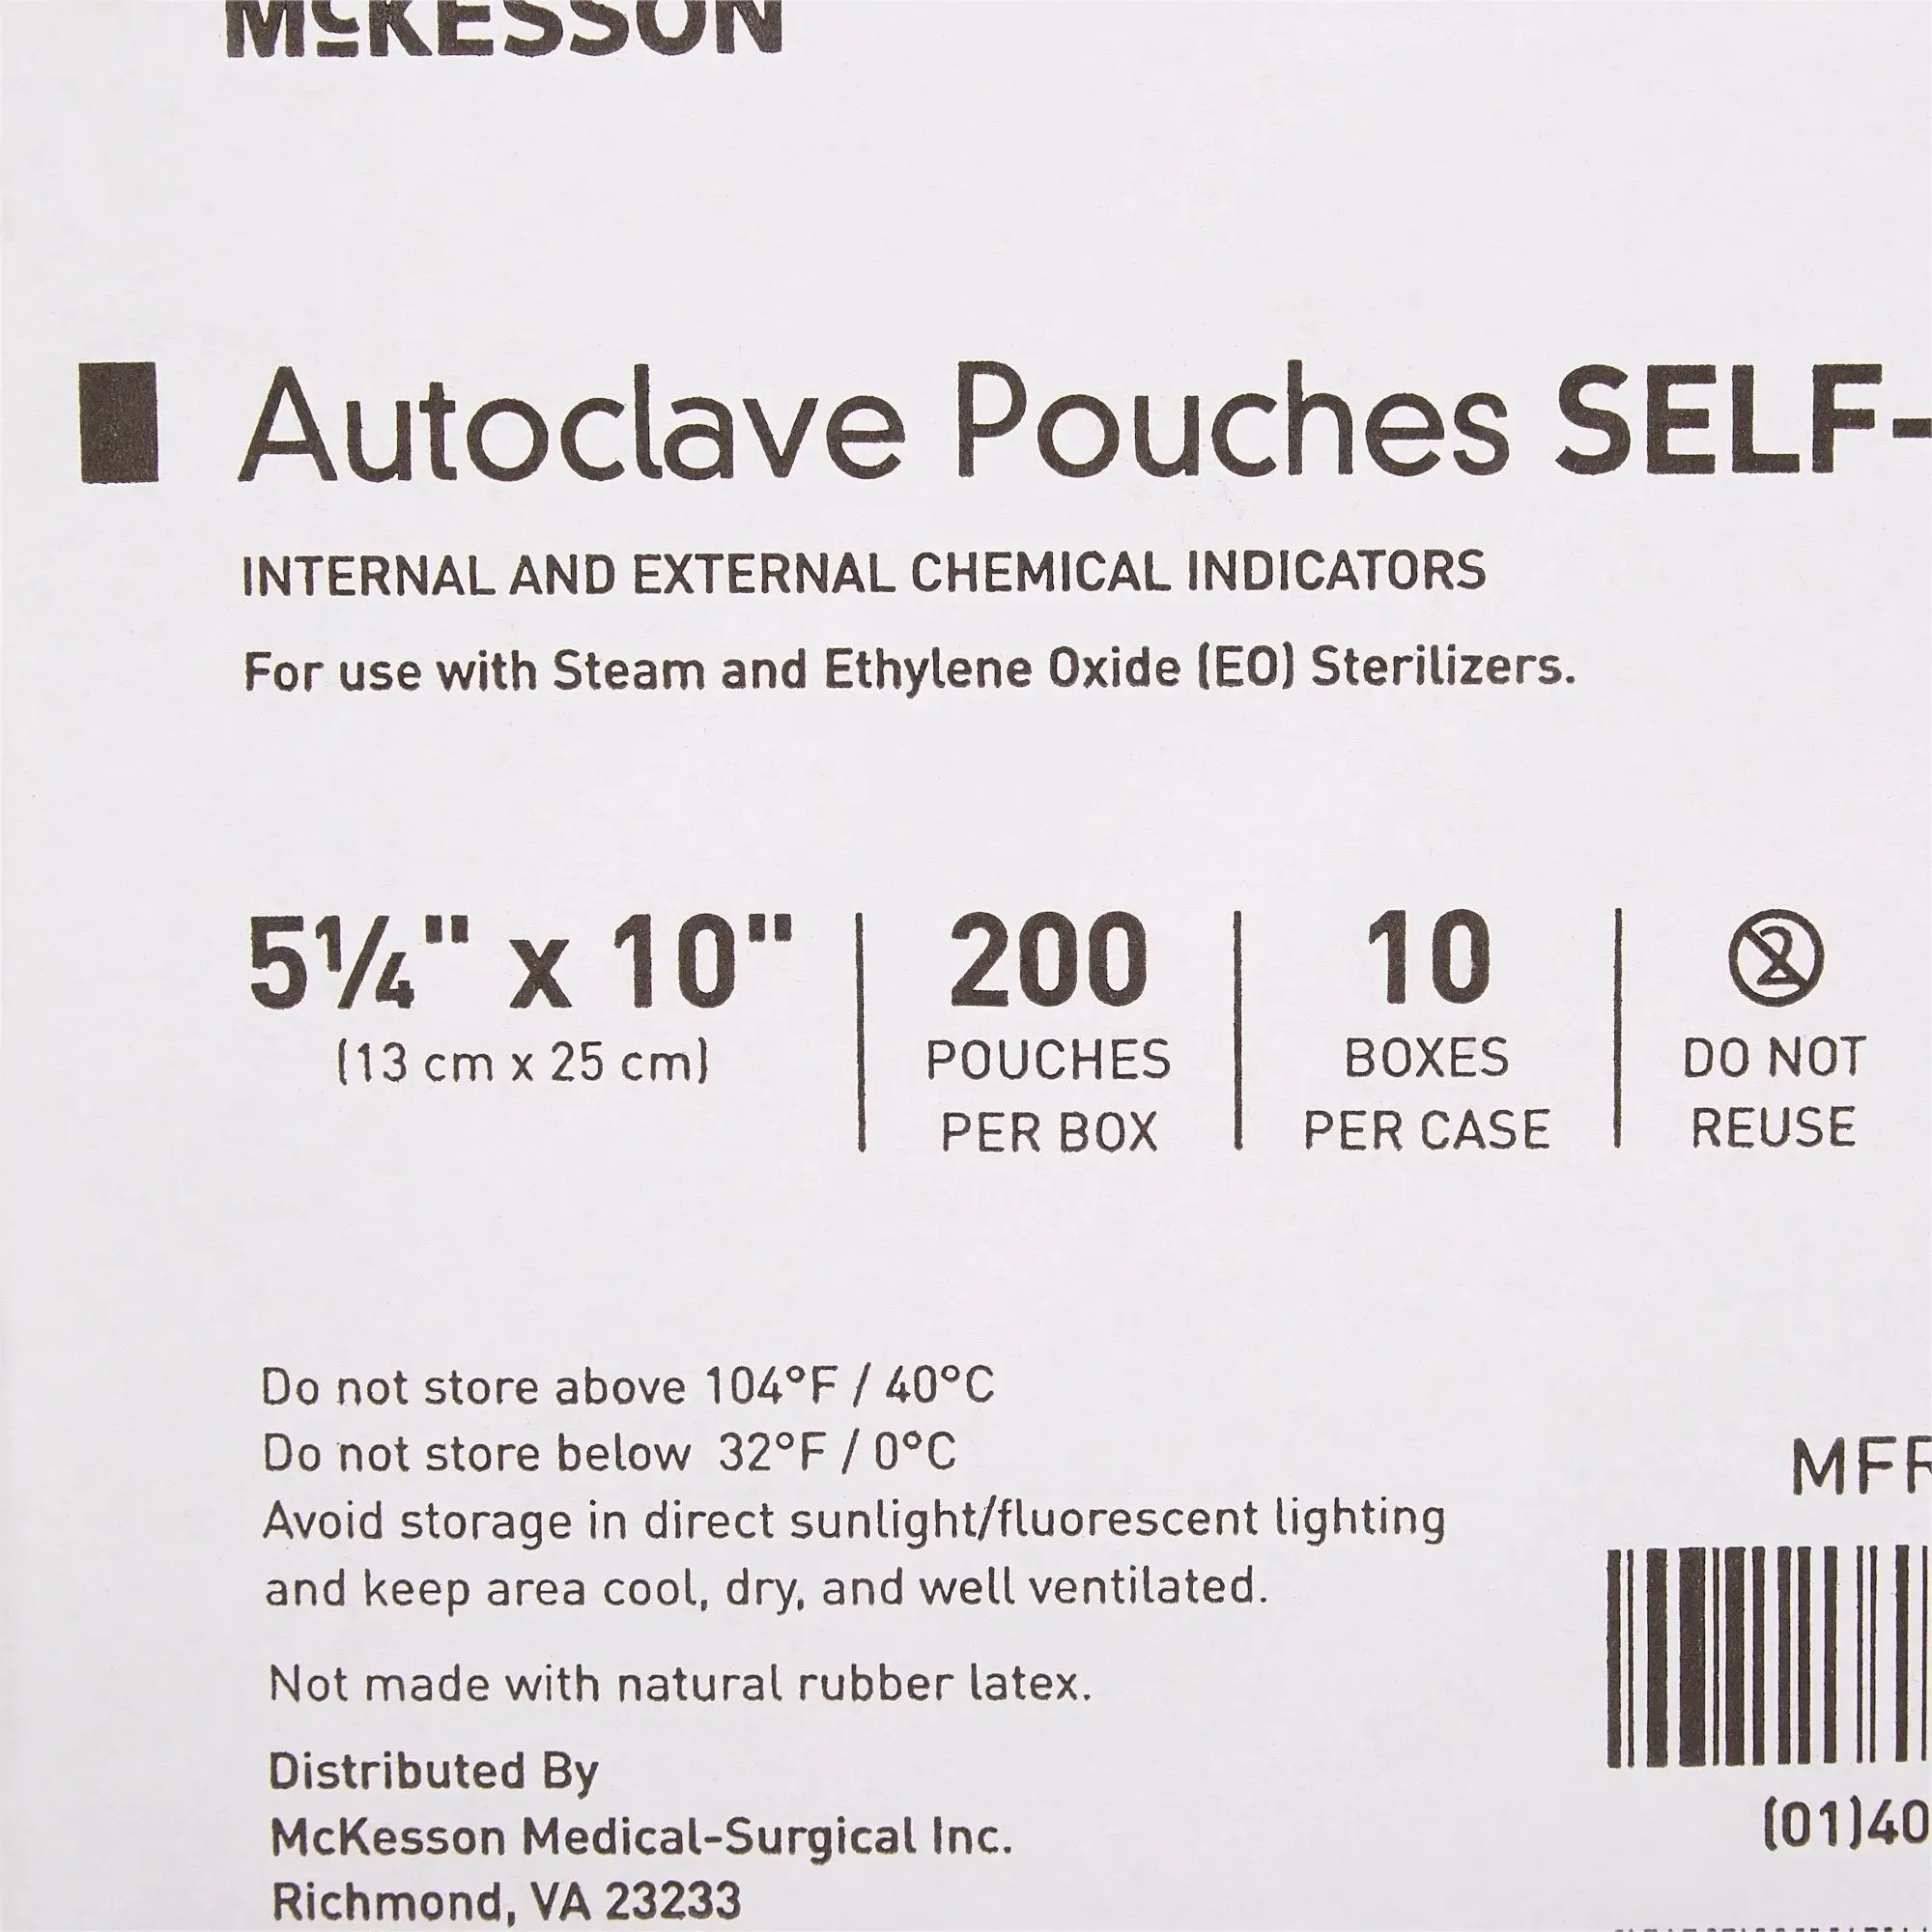 McKESSON
Autoclave Pouches SELF-
INTERNAL AND EXTERNAL CHEMICAL INDICATORS
For use with Steam and Ethylene Oxide (EO) Sterilizers.
5¼" x 10"
(13 cm x 25 cm)
200
POUCHES
PER BOX
10
BOXES
PER CASE
2
DO NOT
REUSE
Do not store above 104°F / 40°C
Do not store below 32°F / 0°C
Avoid storage in direct sunlight/fluorescent lighting
and keep area cool, dry, and well ventilated.
Not made with natural rubber latex.
Distributed By
McKesson Medical-Surgical Inc.
Richmond, VA 23233
(01)40